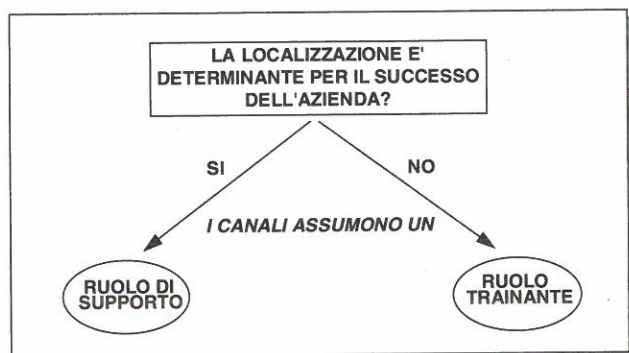 LA LOCALIZZAZIONE E'
DETERMINANTE PER IL SUCCESSO
DELL'AZIENDA?
SI
NO
I CANALI ASSUMONO UN
RUOLO DI
SUPPORTO
RUOLO
TRAINANTE